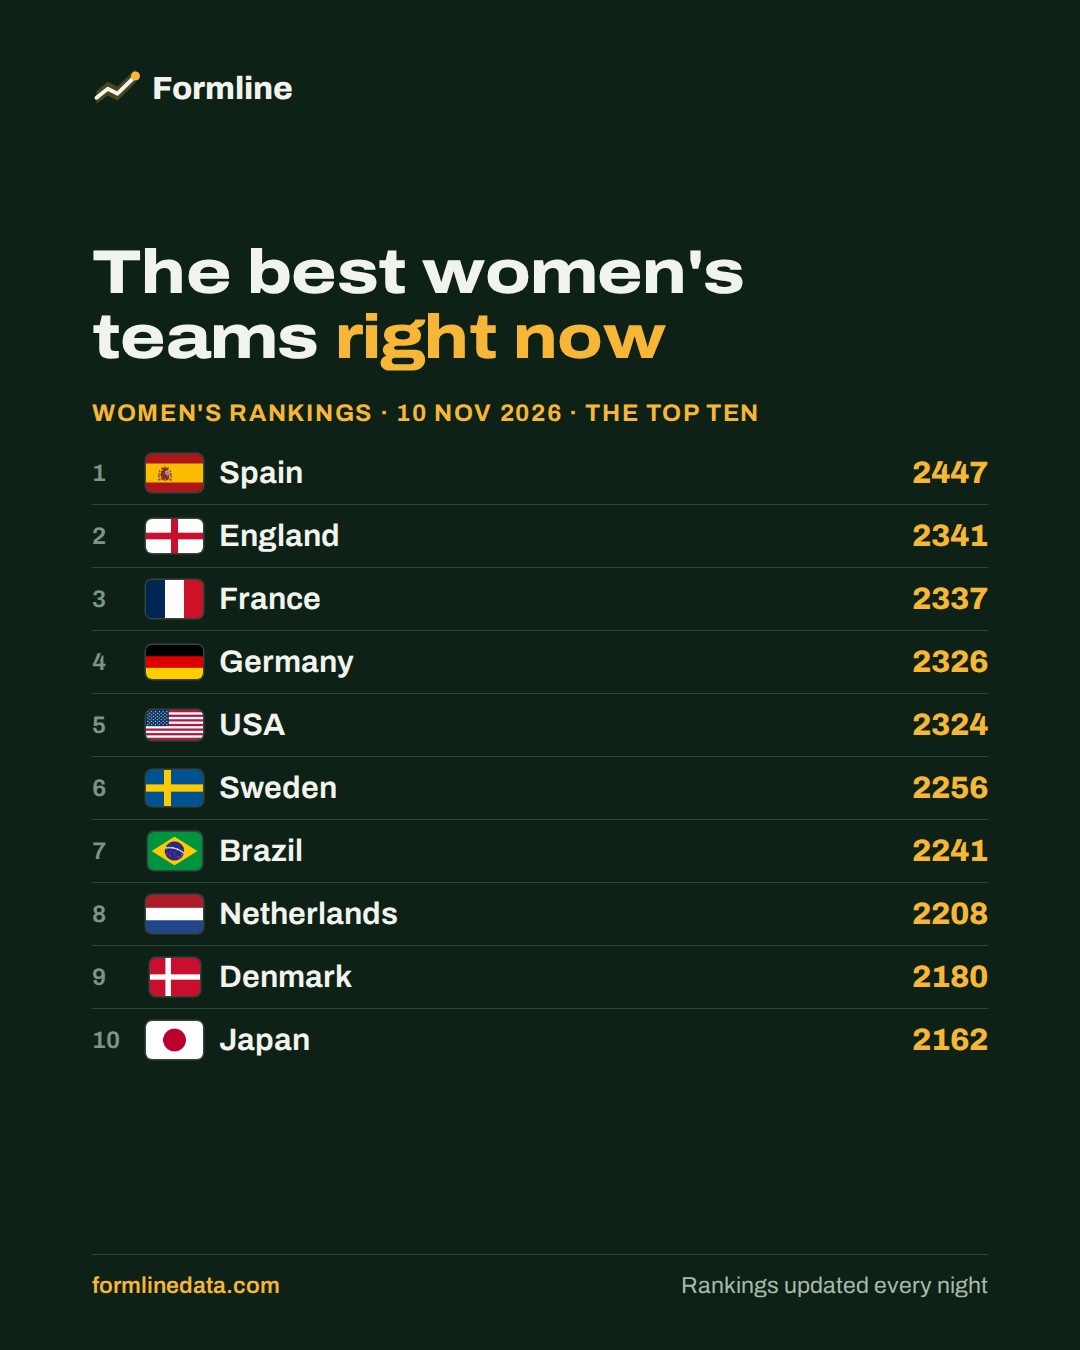 Formline
The best women's
teams right now
WOMEN'S RANKINGS · 10 NOV 2026 · THE TOP TEN
1 Spain 2447
2 England 2341
3 France 2337
4 Germany 2326
5 USA 2324
6 Sweden 2256
7 Brazil 2241
8 Netherlands 2208
9 Denmark 2180
10 Japan 2162
formlinedata.com Rankings updated every night